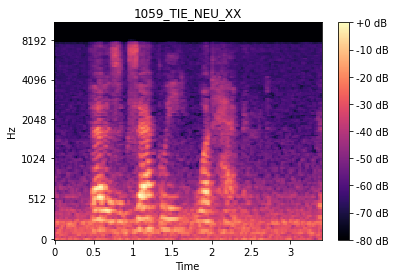 1059_TIE_NEU_XX
8192
4096
2048
1024
512
0
Hz
0
0.5
1
1.5
2
2.5
3
Time
+0 dB
-10 dB
-20 dB
-30 dB
-40 dB
-50 dB
-60 dB
-70 dB
-80 dB